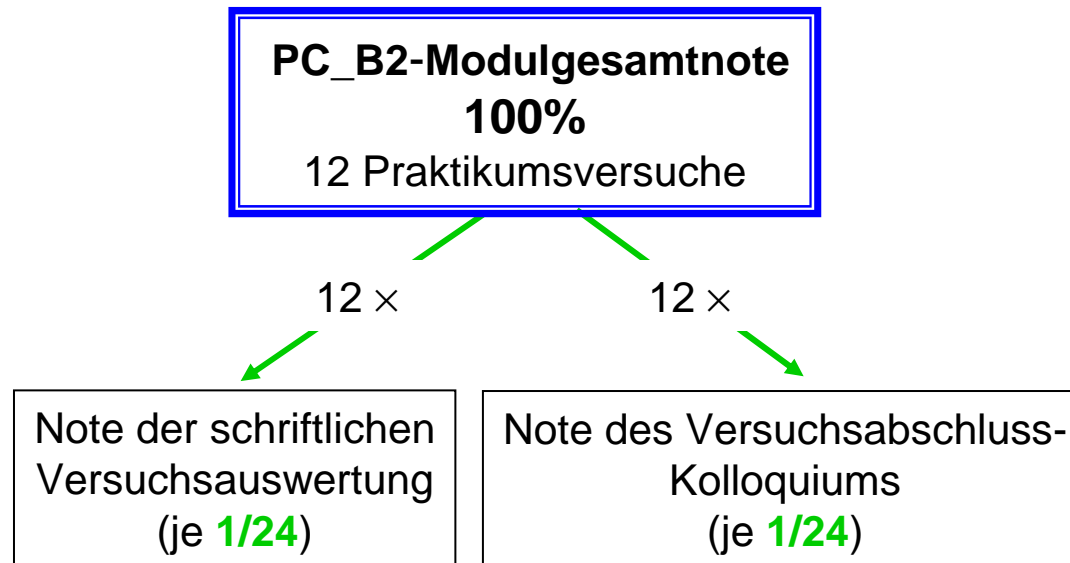 PC_B2-Modulgesamtnote
100%
12 Praktikumsversuche
12 ×
12 ×
Note der schriftlichen
Versuchsauswertung
(je 1/24)
Note des Versuchsabschluss-
Kolloquiums
(je 1/24)